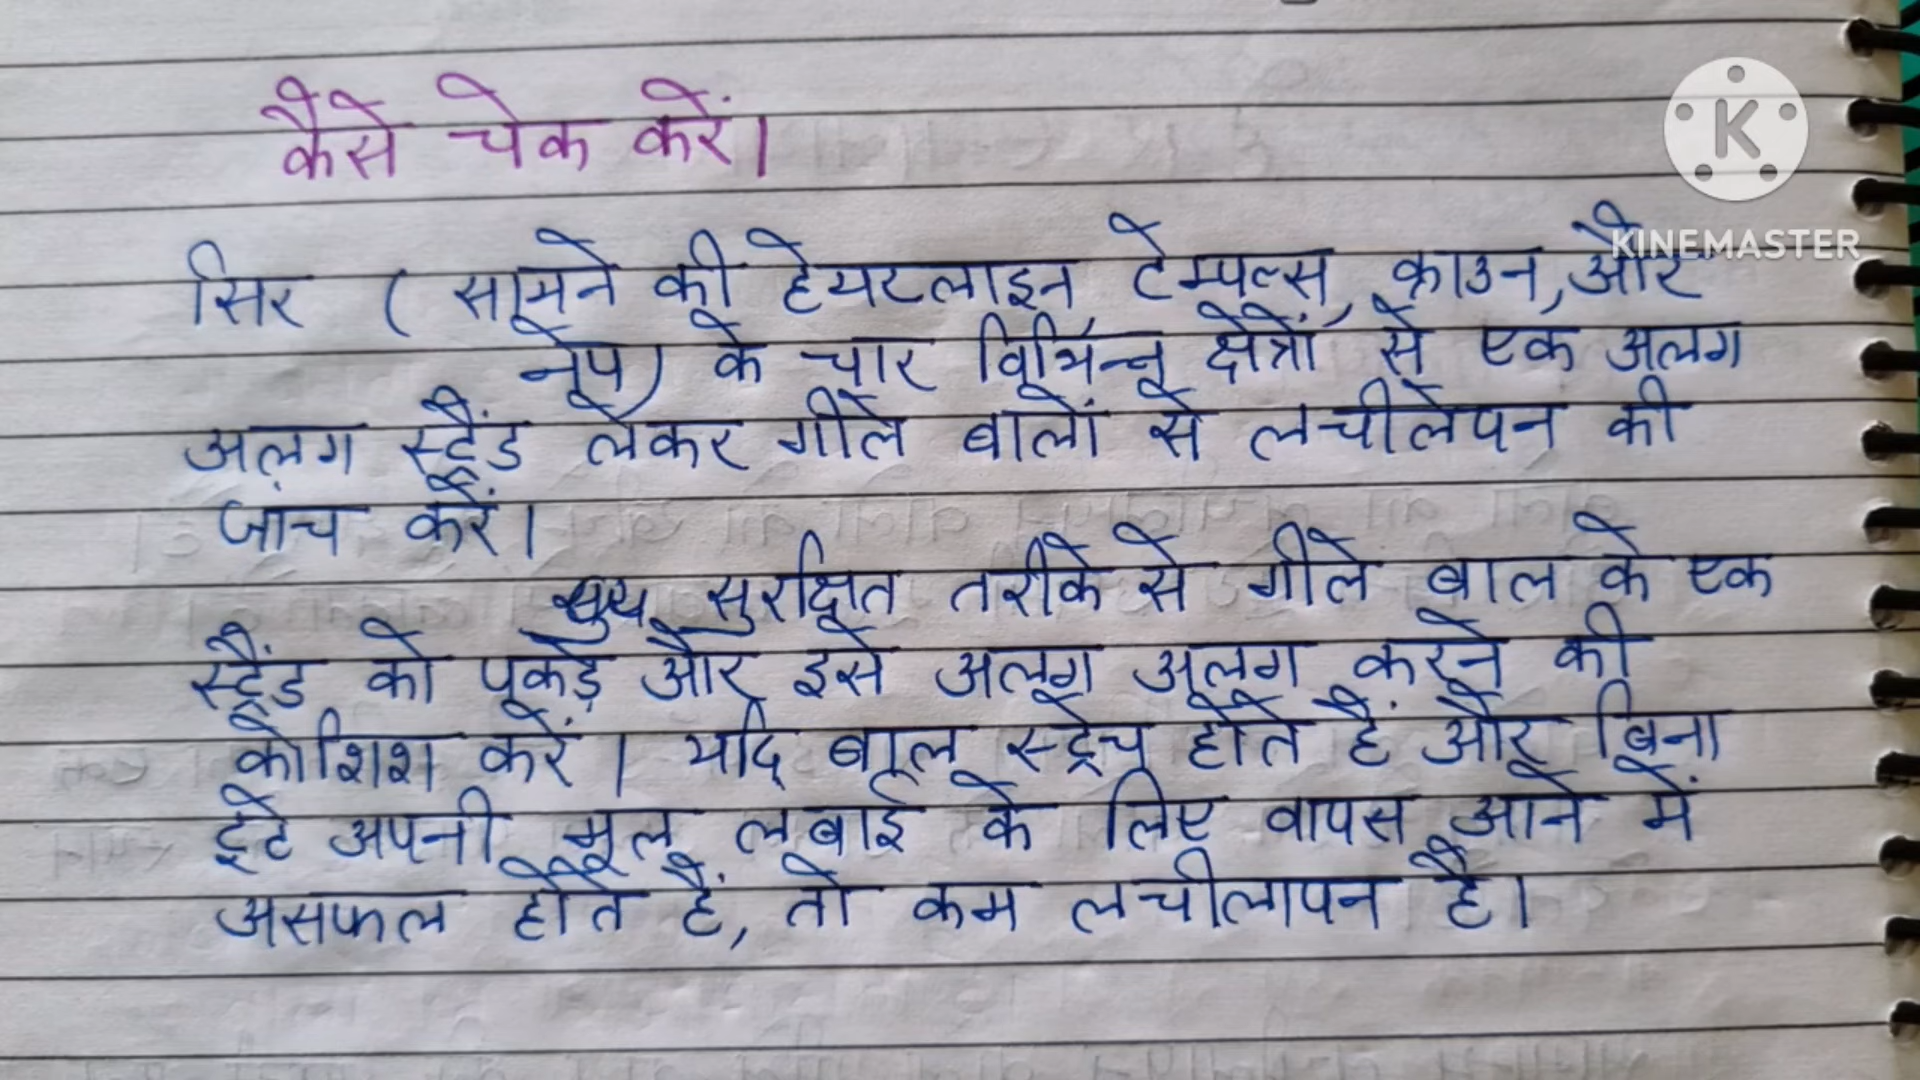 कैसे चेक करें।
KINEMASTER
सिर (सामने की हेयरलाइन, टेम्पल्स, क्राउन, और
नेप) के चार विभिन्न क्षेत्रों से एक अलग
अलग स्ट्रैंड लेकर गीले बालों से लचीलेपन की
जांच करें।
सुरक्षित तरीके से गीले बाल के एक
स्ट्रैंड को पकड़े और इसे अलग अलग करने की
कोशिश करें। यदि बाल स्ट्रेच होते हैं और बिना
टूटे अपनी मूल लंबाई के लिए वापस आने में
असफल होते हैं, तो कम लचीलापन है।